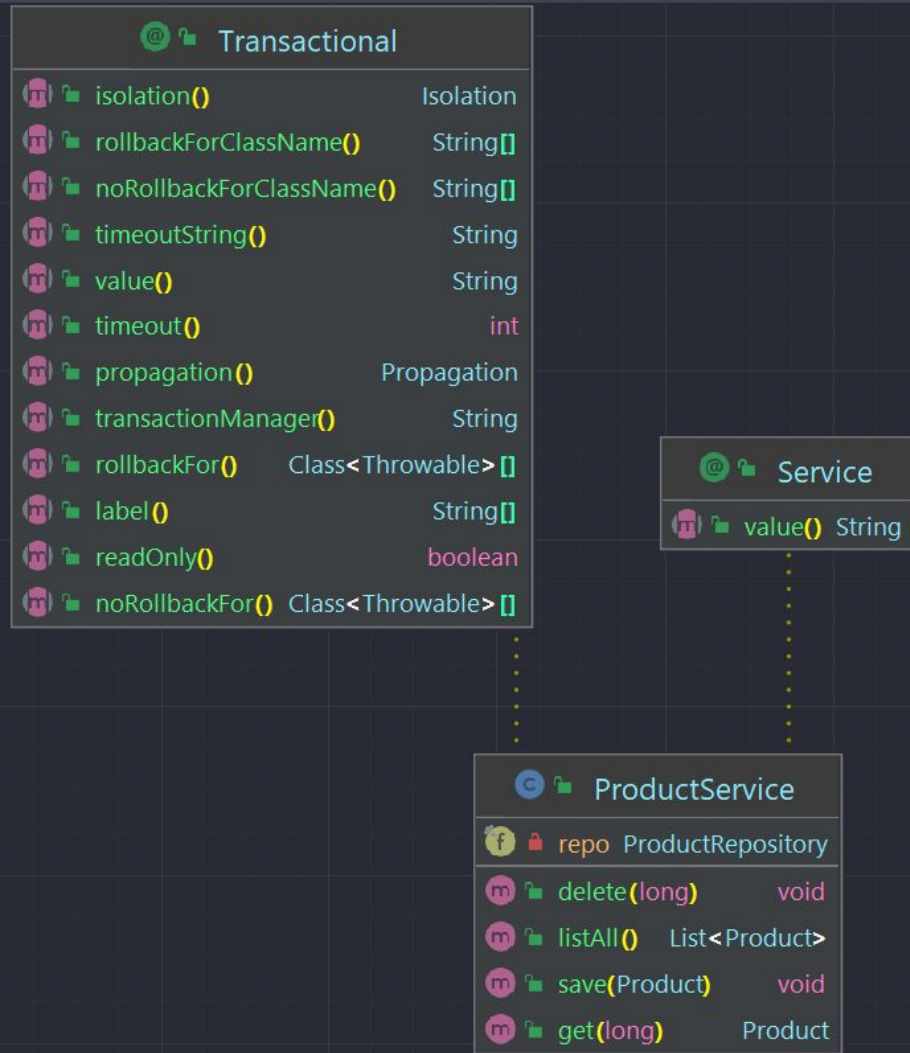 Transactional
isolation() Isolation
rollbackForClassName() String[]
noRollbackForClassName() String[]
timeoutString() String
value() String
timeout() int
propagation() Propagation
transactionManager() String
rollbackFor() Class<Throwable>[]
label() String[]
readOnly() boolean
noRollbackFor() Class<Throwable>[]
Service
value() String
ProductService
repo ProductRepository
delete(long) void
listAll() List<Product>
save(Product) void
get(long) Product